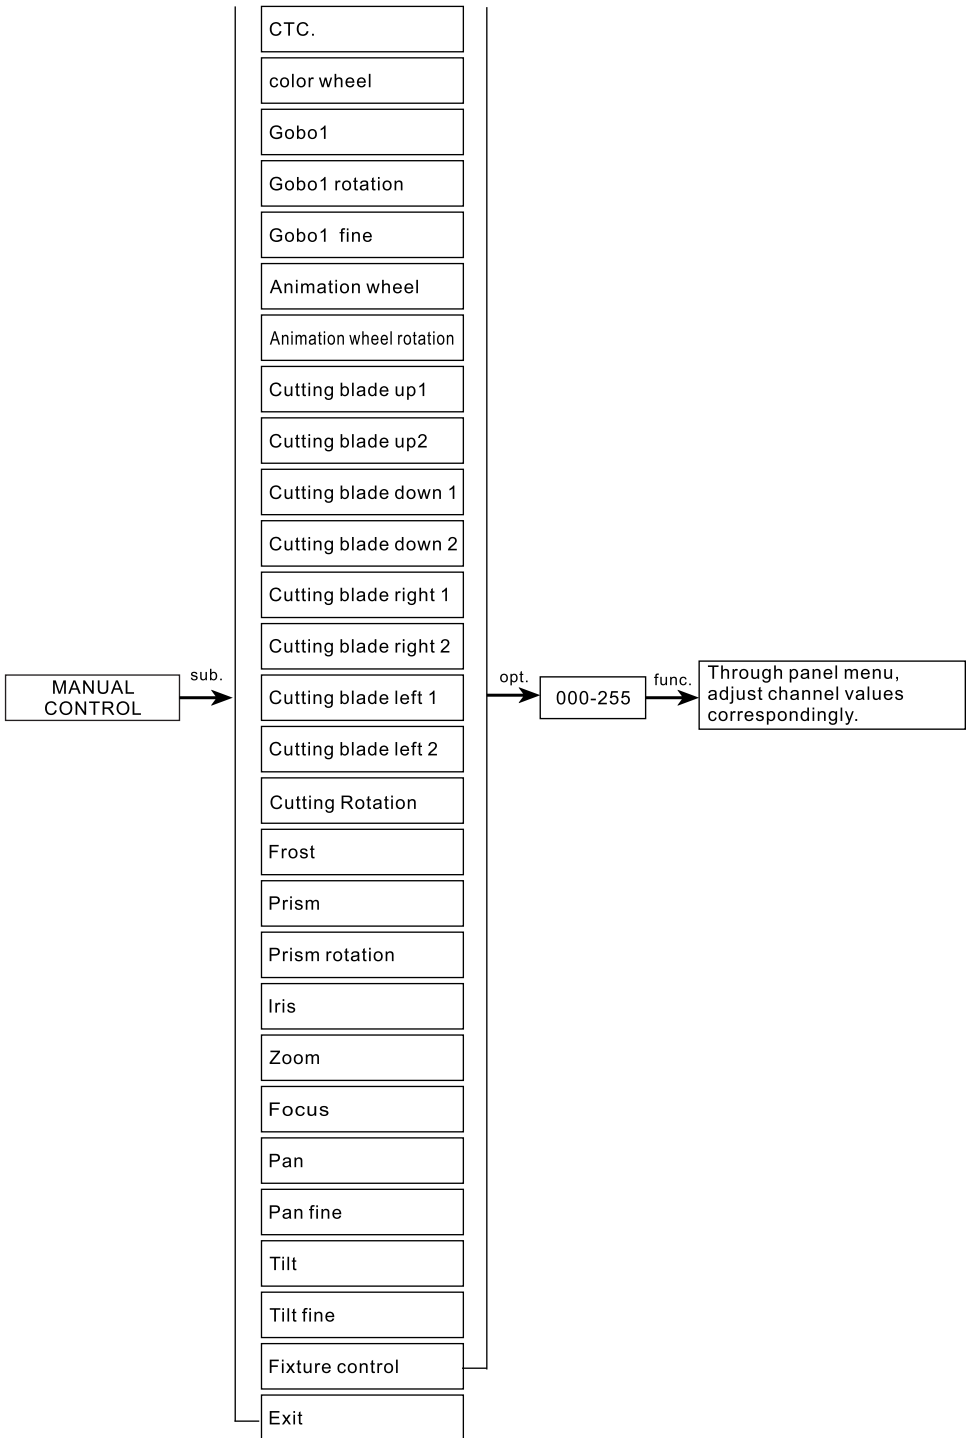 CTC.
color wheel
Gobo1
Gobo1 rotation
Gobo1 fine
Animation wheel
Animation wheel rotation
Cutting blade up1
Cutting blade up2
Cutting blade down 1
Cutting blade down 2
Cutting blade right 1
Cutting blade right 2
MANUAL
CONTROL
sub.
Cutting blade left 1
opt.
000-255
func.
Through panel menu,
adjust channel values
correspondingly.
Cutting blade left 2
Cutting Rotation
Frost
Prism
Prism rotation
Iris
Zoom
Focus
Pan
Pan fine
Tilt
Tilt fine
Fixture control
Exit